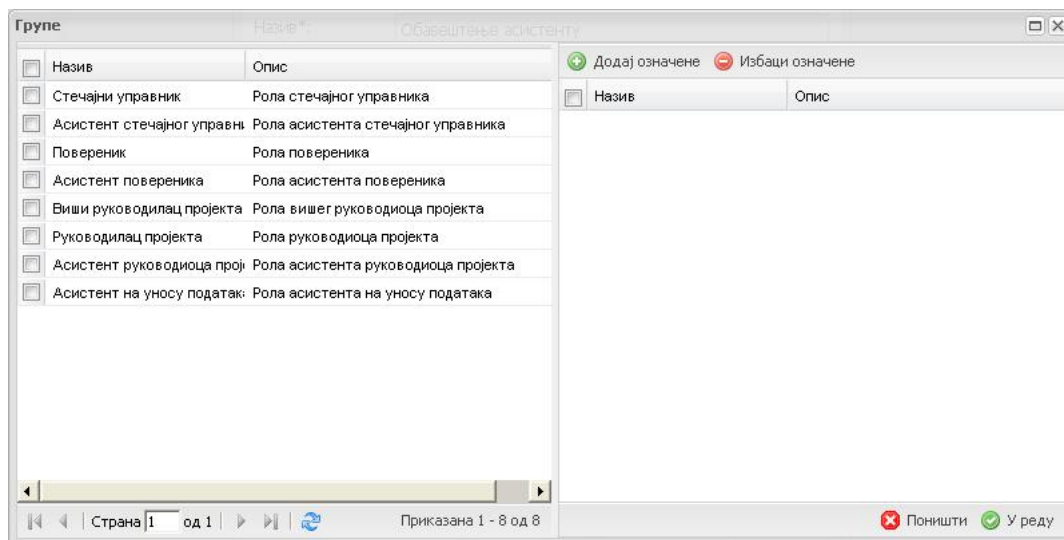 Групе Назив*: Обавештење асистенту
Назив Опис
Стечајни управник Рола стечајног управника
Асистент стечајног управн Рола асистента стечајног управника
Повереник Рола повереника
Асистент повереника Рола асистента повереника
Виши руководилац пројекта Рола вишег руководиоца пројекта
Руководилац пројекта Рола руководиоца пројекта
Асистент руководиоца прој Рола асистента руководиоца пројекта
Асистент на уносу податак Рола асистента на уносу података
Страна 1 од 1 Приказана 1 - 8 од 8
Додај означене Избаци означене
Назив Опис
Поништи У реду